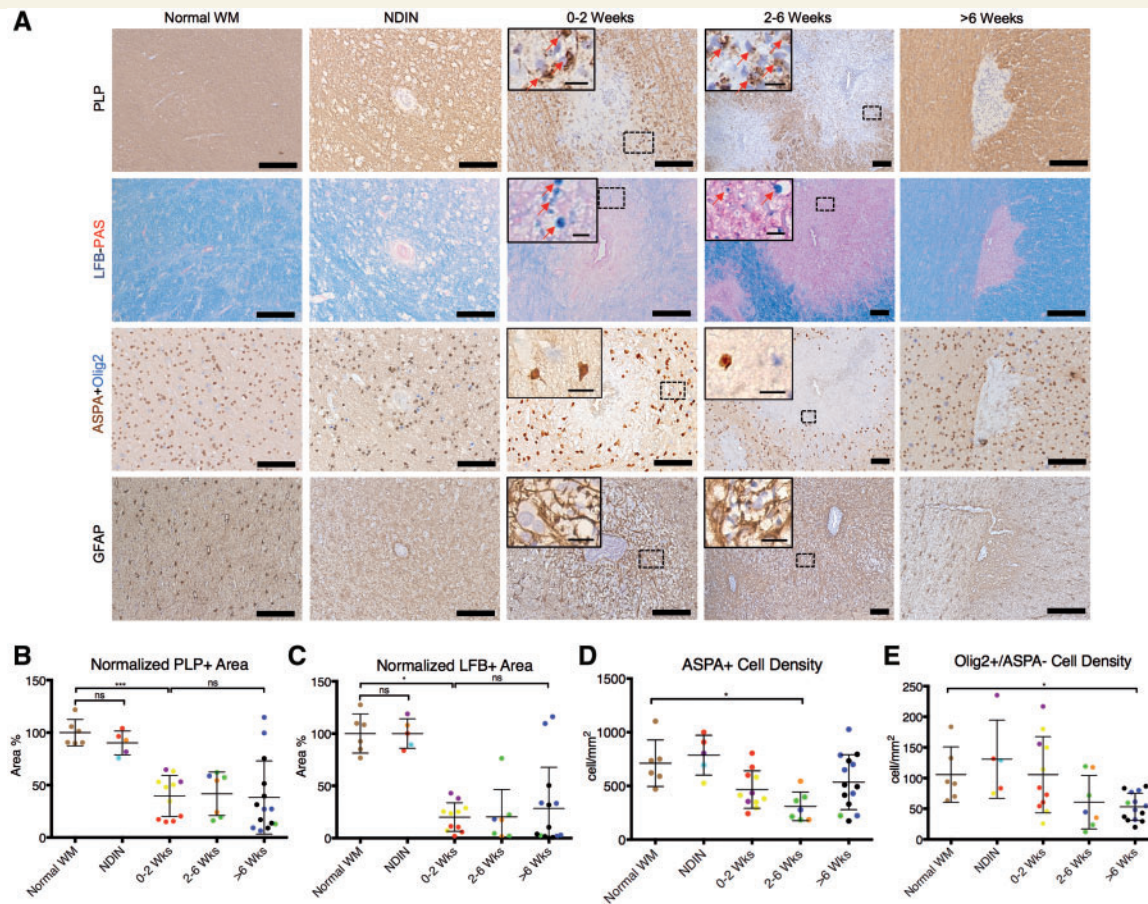 A
Normal WM NDIN 0-2 Weeks 2-6 Weeks >6 Weeks
PLP
LFB-PAS
ASPA+Olig2
GFAP
B Normalized PLP+ Area
Area %
150
100
50
0
ns
***
ns
Normal WM NDIN 0-2 Wks 2-6 Wks >6 Wks
C Normalized LFB+ Area
Area %
150
100
50
0
ns
*
ns
Normal WM NDIN 0-2 Wks 2-6 Wks >6 Wks
D ASPA+ Cell Density
cell/mm²
1500
1000
500
0
*
Normal WM NDIN 0-2 Wks 2-6 Wks >6 Wks
E Olig2+/ASPA- Cell Density
cell/mm²
250
200
150
100
50
0
*
Normal WM NDIN 0-2 Wks 2-6 Wks >6 Wks